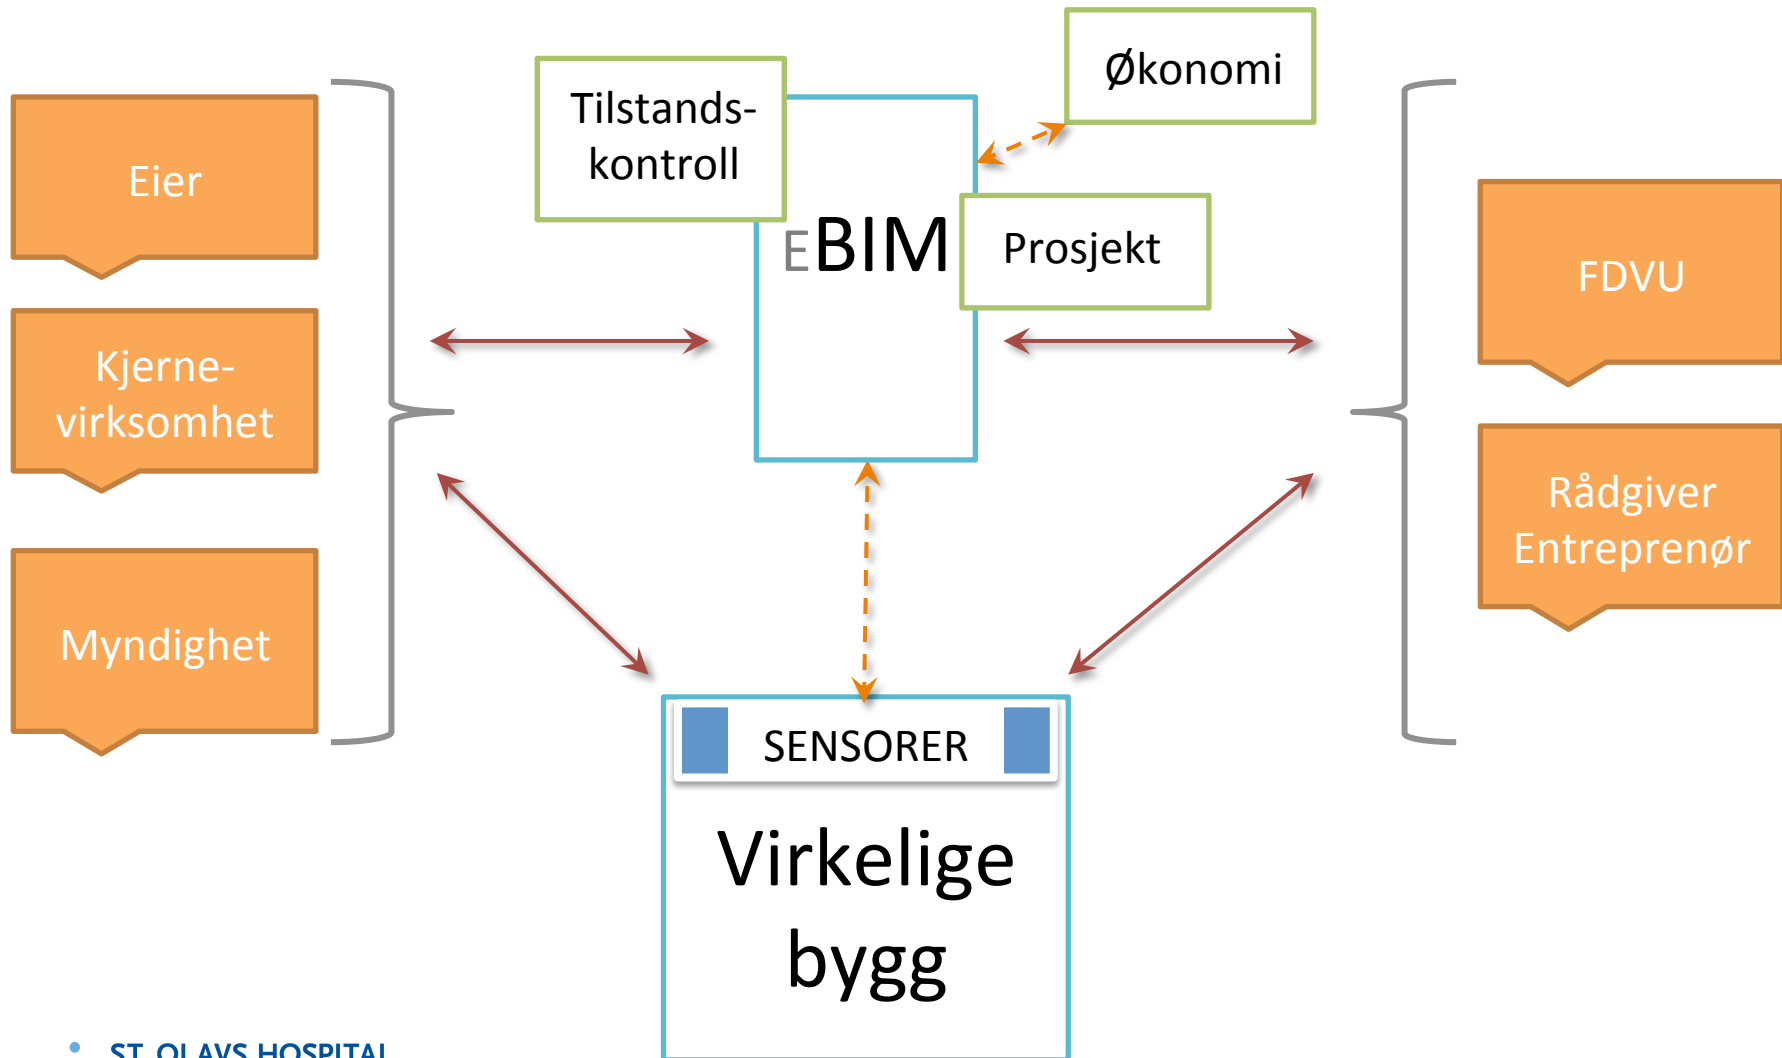 Økonomi
Tilstands-
kontroll
Eier
EBIM
Prosjekt
FDVU
Kjerne-
virksomhet
Rådgiver
Entreprenør
Myndighet
SENSORER
Virkelige
bygg
ST. OLAVS HOSPITAL